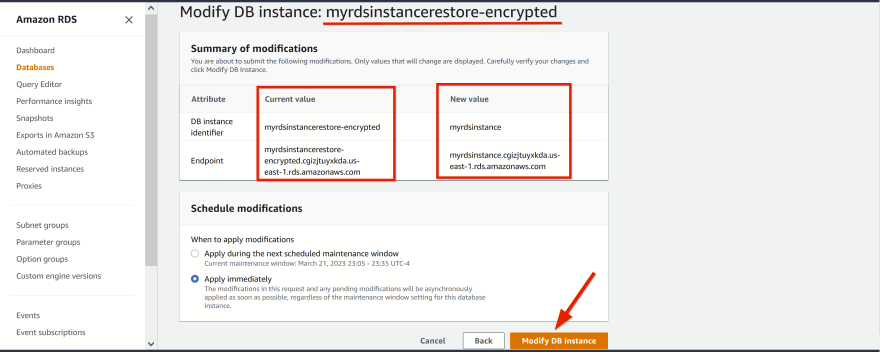 Amazon RDS
Dashboard
Databases
Query Editor
Performance insights
Snapshots
Exports in Amazon S3
Automated backups
Reserved instances
Proxies
Subnet groups
Parameter groups
Option groups
Custom engine versions
Events
Event subscriptions
Modify DB instance: myrdsinstancerestore-encrypted
Summary of modifications
You are about to submit the following modifications. Only values that will change are displayed. Carefully verify your changes and
click Modify DB Instance.
Attribute Current value New value
DB instance
identifier
myrdsinstancerestore-encrypted
myrdsinstance
Endpoint
myrdsinstancerestore-
encrypted.cgizjtuyxkda.us-
east-1.rds.amazonaws.com
myrdsinstance.cgizjtuyxkda.us-
east-1.rds.amazonaws.com
Schedule modifications
When to apply modifications
Apply during the next scheduled maintenance window
Current maintenance window: March 21, 2023 23:05 - 23:35 UTC-4
Apply immediately
The modifications in this request and any pending modifications will be asynchronously
applied as soon as possible, regardless of the maintenance window setting for this database
instance.
Cancel Back Modify DB instance